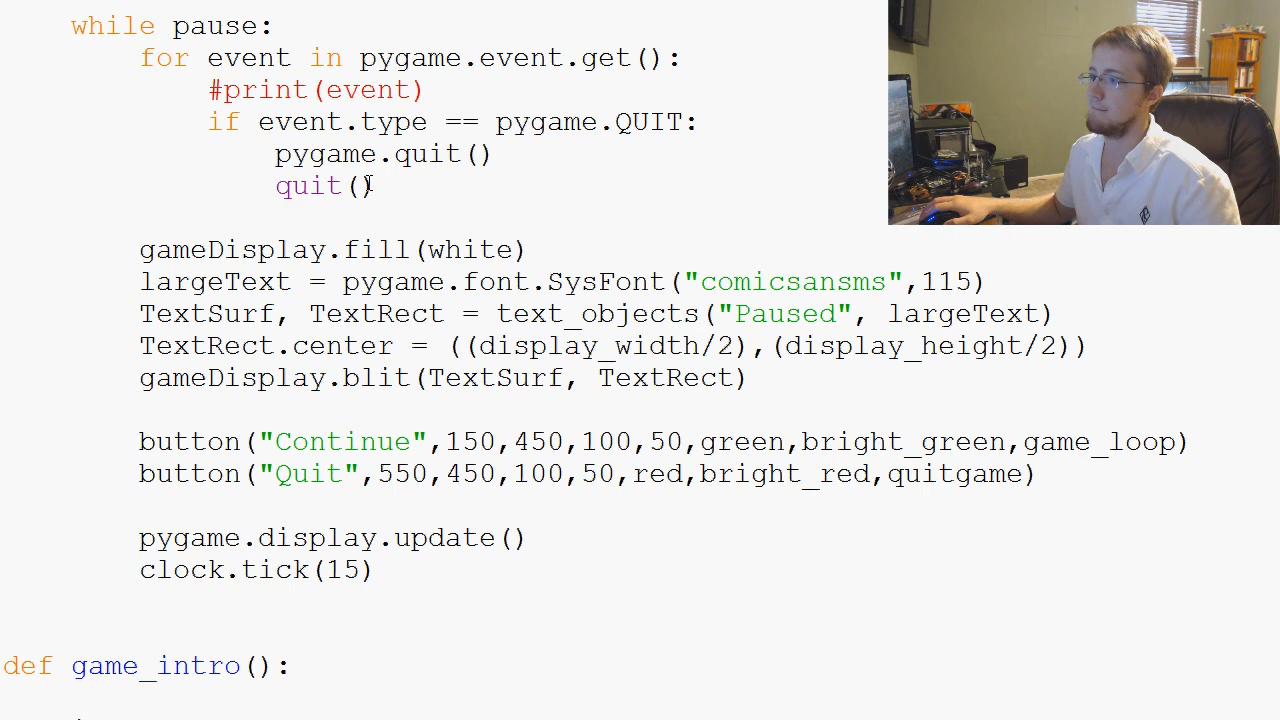 while pause:
for event in pygame.event.get():
#print(event)
if event.type == pygame.QUIT:
pygame.quit()
quit()
gameDisplay.fill(white)
largeText = pygame.font.SysFont("comicsansms",115)
TextSurf, TextRect = text_objects("Paused", largeText)
TextRect.center = ((display_width/2),(display_height/2))
gameDisplay.blit(TextSurf, TextRect)
button("Continue",150,450,100,50,green,bright_green,game_loop)
button("Quit",550,450,100,50,red,bright_red,quitgame)
pygame.display.update()
clock.tick(15)
def game_intro():